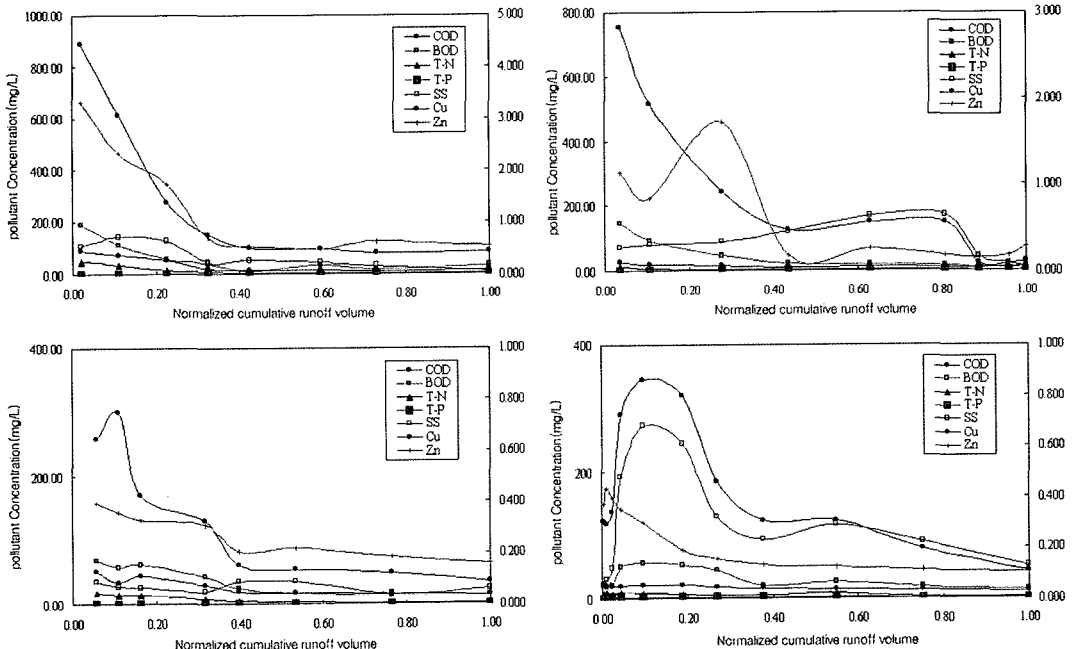 1000.00
800.00
600.00
400.00
200.00
0.00
pollutant Concentration (mg/L)
5.000
4.000
3.000
2.000
1.000
0.000
COD
BOD
T-N
T-P
SS
Cu
Zn
0.00 0.20 0.40 0.60 0.80 1.00
Normalized cumulative runoff volume
800.00
600.00
400.00
200.00
0.00
pollutant Concentration (mg/L)
3.000
2.000
1.000
0.000
COD
BOD
T-N
T-P
SS
Cu
Zn
0.00 0.20 0.40 0.60 0.80 1.00
Normalized cumulative runoff volume
400.00
200.00
0.00
pollutant Concentration (mg/L)
1.000
0.800
0.600
0.400
0.200
0.000
COD
BOD
T-N
T-P
SS
Cu
Zn
0.00 0.20 0.40 0.60 0.80 1.00
Normalized cumulative runoff volume
400
200
0
pollutant Concentration (mg/L)
1.000
0.800
0.600
0.400
0.200
0.000
COD
BOD
T-N
T-P
SS
Cu
Zn
0.00 0.20 0.40 0.60 0.80 1.00
Normalized cumulative runoff volume